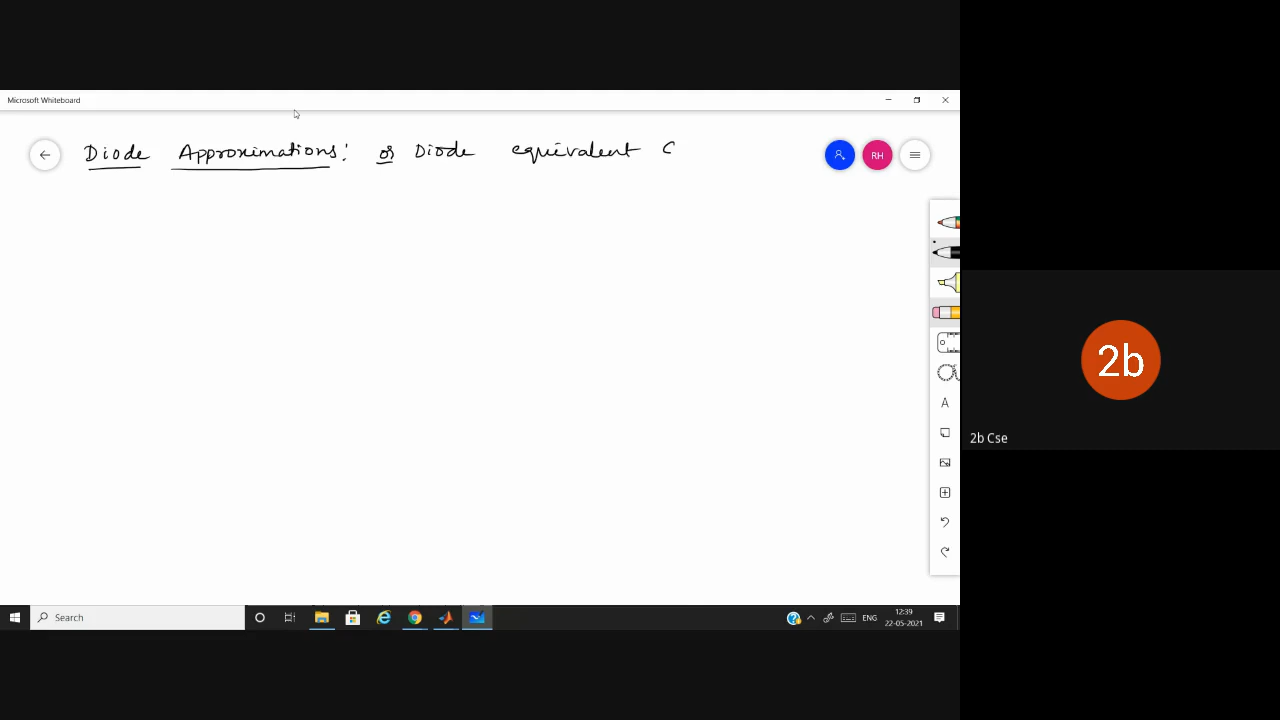 Microsoft Whiteboard
Diode Approximations: or Diode equivalent C
RH
2b
2b Cse
A
Search
ENG
12:39
22-05-2021